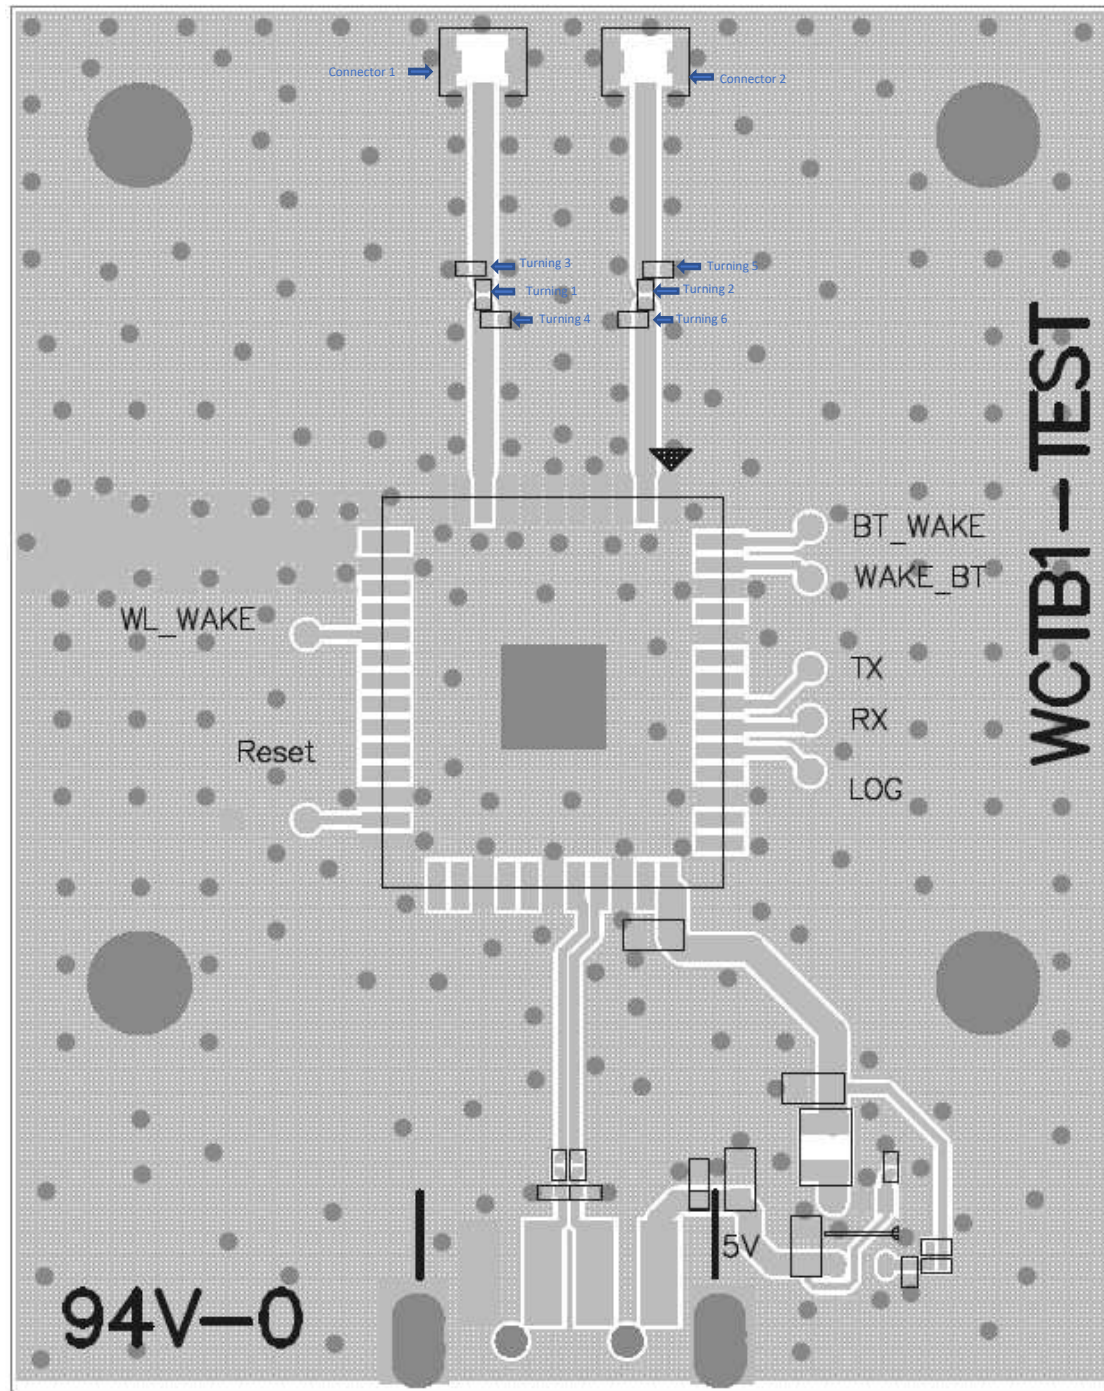 Connector 1
Connector 2
Turning 3
Turning 5
Turning 1
Turning 2
Turning 4
Turning 6
WCTB1-TEST
BT_WAKE
WAKE_BT
WL_WAKE
TX
RX
Reset
LOG
5V
94V-0